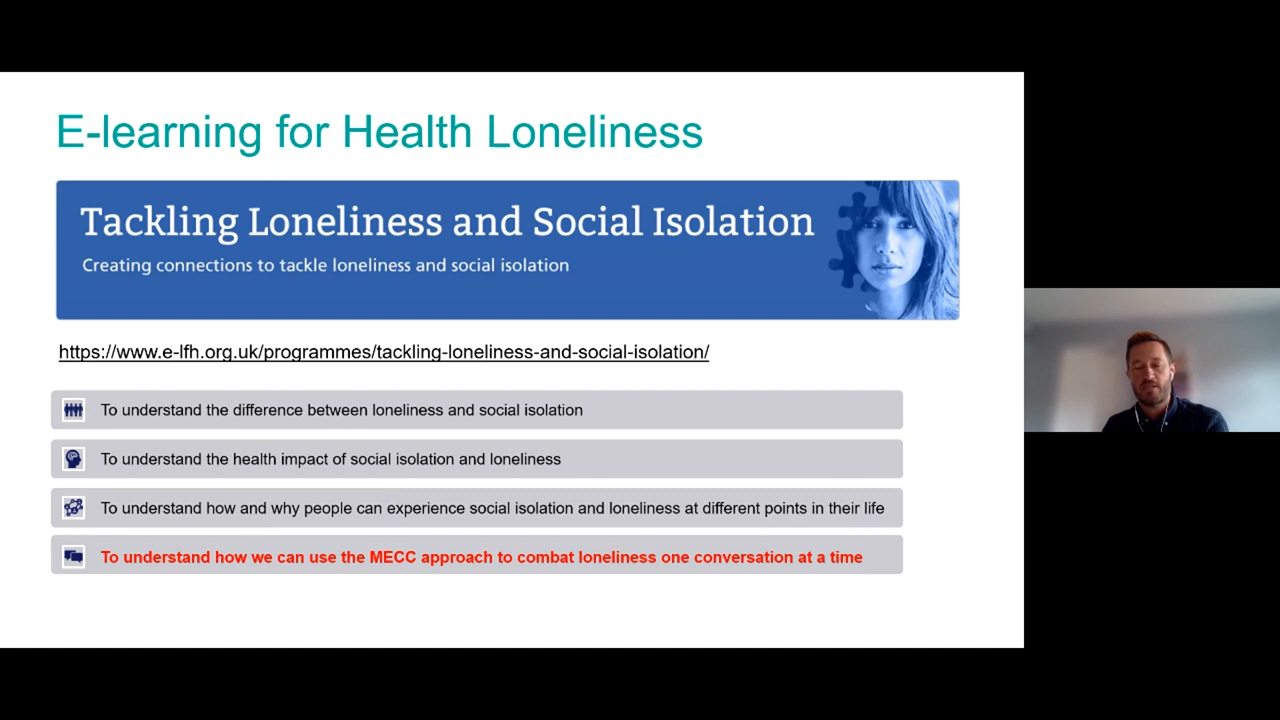 E-learning for Health Loneliness
Tackling Loneliness and Social Isolation
Creating connections to tackle loneliness and social isolation
https://www.e-lfh.org.uk/programmes/tackling-loneliness-and-social-isolation/
To understand the difference between loneliness and social isolation
To understand the health impact of social isolation and loneliness
To understand how and why people can experience social isolation and loneliness at different points in their life
To understand how we can use the MECC approach to combat loneliness one conversation at a time